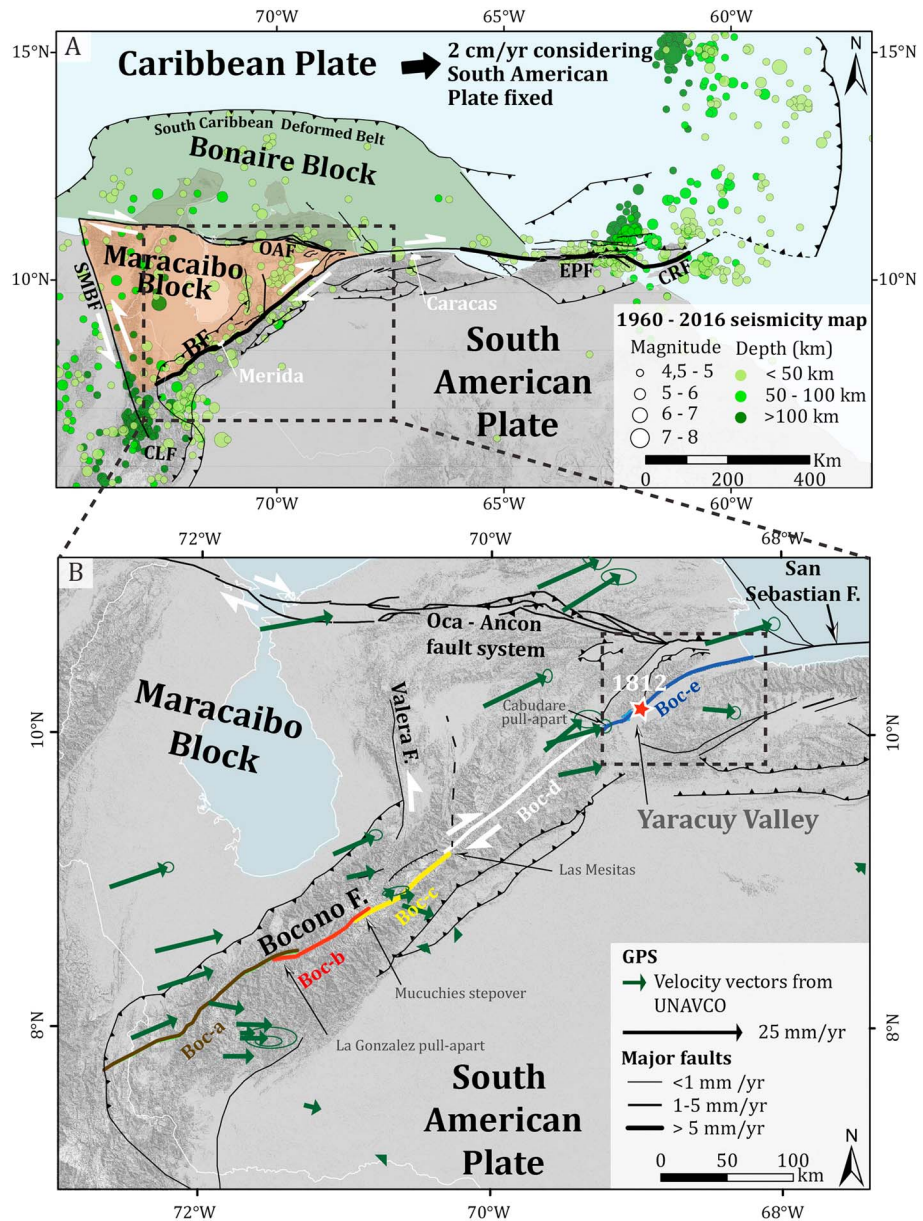 70°W
65°W
60°W
15°N
15°N
A
Caribbean Plate
2 cm/yr considering
South American
Plate fixed
N
South Caribbean Deformed Belt
Bonaire Block
OAF
Maracaibo
Block
10°N
10°N
EPF
CRF
SMBF
Caracas
BF
Merida
South
American
Plate
CLF
1960 - 2016 seismicity map
Magnitude
4,5 - 5
5 - 6
6 - 7
7 - 8
Depth (km)
< 50 km
50 - 100 km
>100 km
Km
0
200
400
70°W
65°W
60°W
72°W
70°W
68°W
B
San
Sebastian F.
Oca - Ancon
fault system
1812
Boc-e
Maracaibo
Block
Valera F.
Cabudare
pull-apart
10°N
10°N
Boc-d
Yaracuy Valley
Las Mesitas
Bocono F.
Boc-c
Boc-b
Mucuchies stepover
8°N
8°N
Boc-a
La Gonzalez pull-apart
South
American
Plate
GPS
Velocity vectors from
UNAVCO
25 mm/yr
Major faults
<1 mm /yr
1-5 mm/yr
> 5 mm/yr
0
50
100
km
N
72°W
70°W
68°W